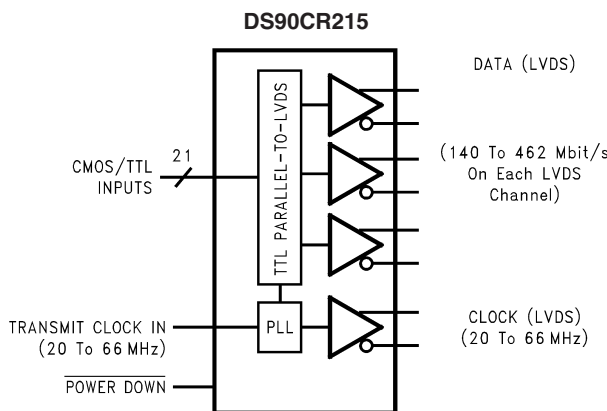 DS90CR215
DATA (LVDS)
TTL PARALLEL-TO-LVDS
21
CMOS/TTL
INPUTS
(140 To 462 Mbit/s
On Each LVDS
Channel)
TRANSMIT CLOCK IN
(20 To 66 MHz)
PLL
CLOCK (LVDS)
(20 To 66 MHz)
POWER DOWN